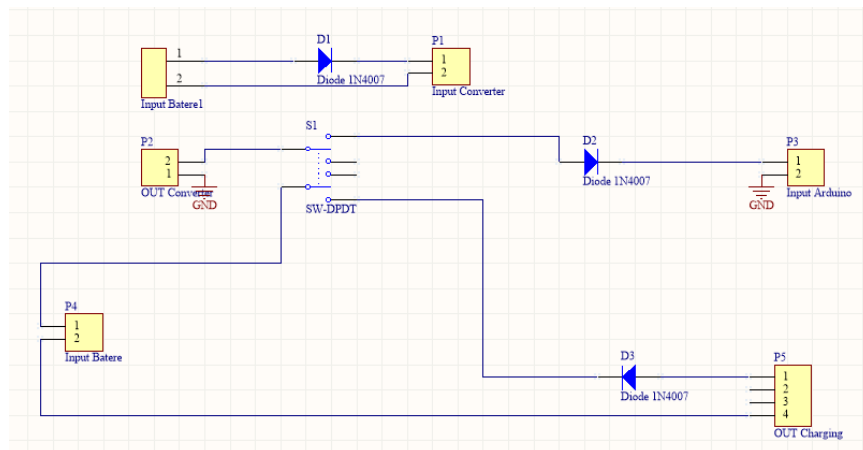 D1
P1
1
2
1
2
Diode 1N4007
Input Converter
Input Batere1
S1
P2
2
1
OUT Converter
GND
SW-DPDT
D2
Diode 1N4007
P3
1
2
Input Arduino
GND
P4
1
2
Input Batere
D3
Diode 1N4007
P5
1
2
3
4
OUT Charging